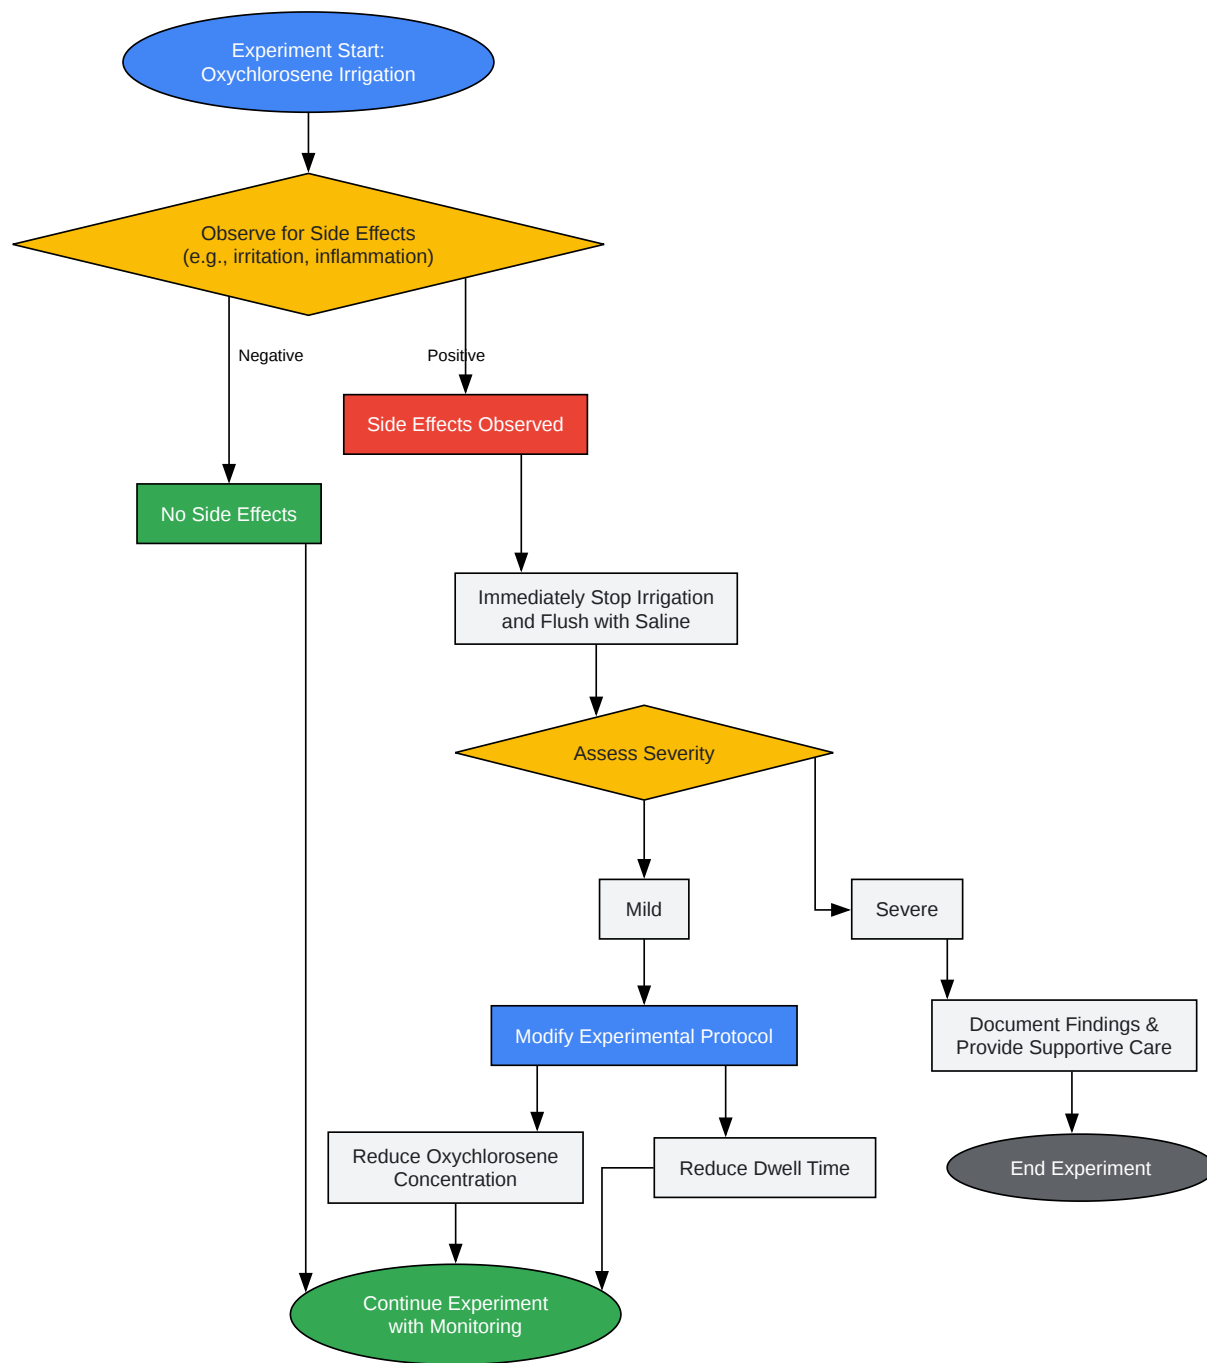 Experiment Start:
Oxychlorosene Irrigation
Observe for Side Effects
(e.g., irritation, inflammation)
Negative
Positive
Side Effects Observed
No Side Effects
Immediately Stop Irrigation
and Flush with Saline
Assess Severity
Mild
Severe
Modify Experimental Protocol
Document Findings &
Provide Supportive Care
Reduce Oxychlorosene
Concentration
Reduce Dwell Time
End Experiment
Continue Experiment
with Monitoring